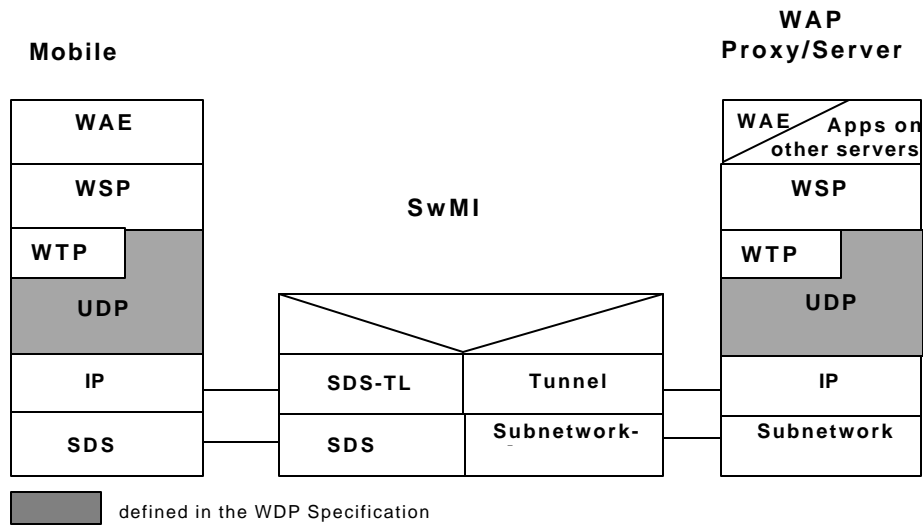 Mobile
WAP
Proxy/Server
WAE
WSP
WTP
UDP
IP
SDS
SwMI
SDS-TL
Tunnel
SDS
Subnetwork-
WAE
Apps on
other servers
WSP
WTP
UDP
IP
Subnetwork
defined in the WDP Specification